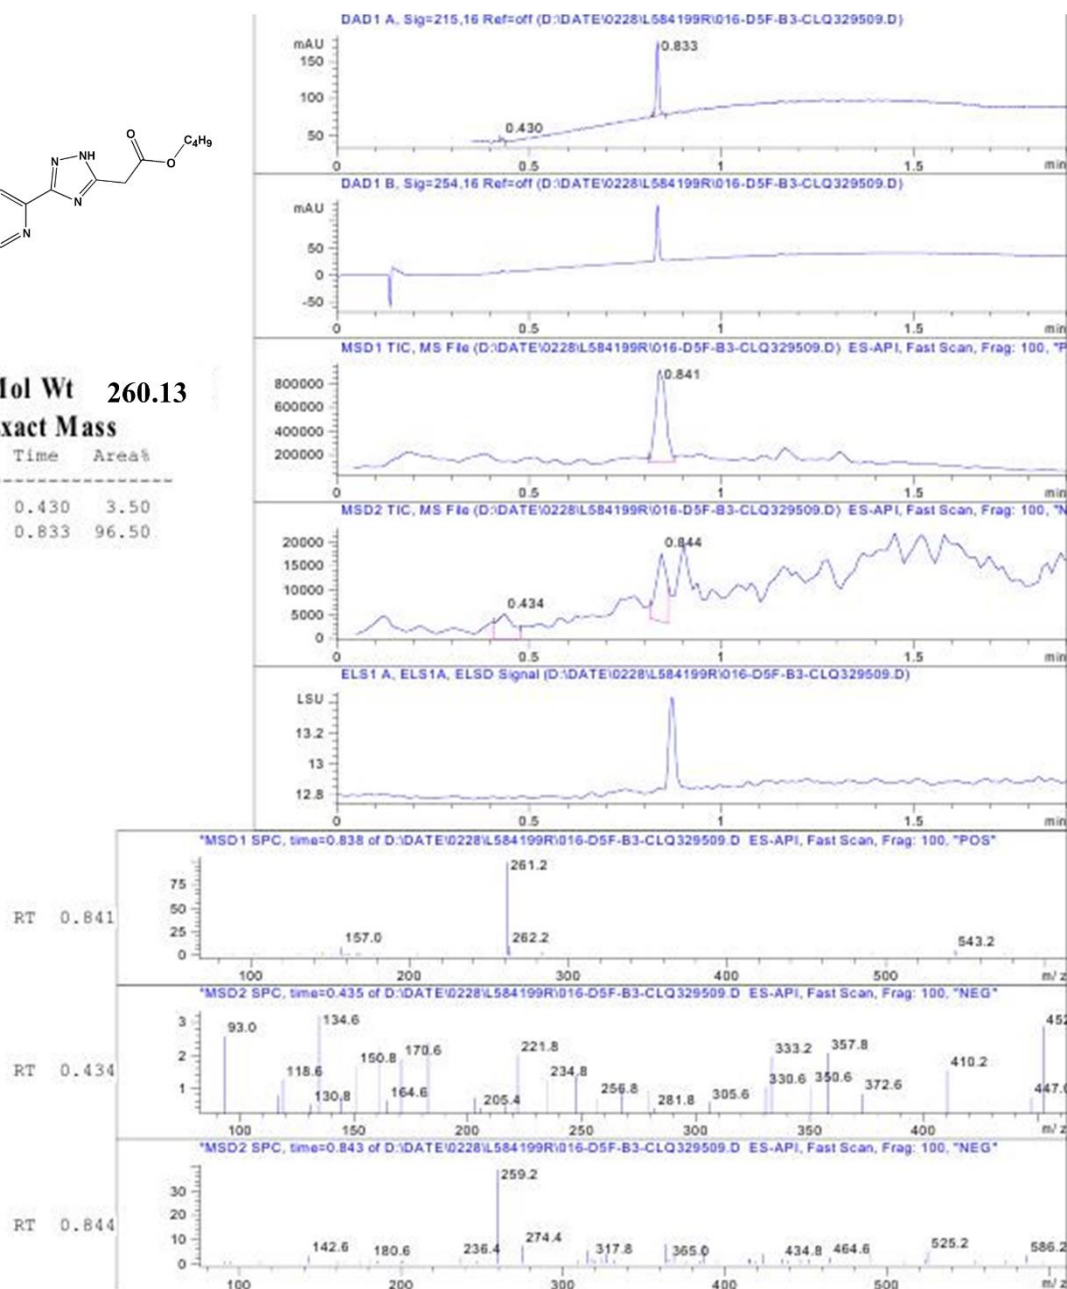 DAD1 A, Sig=215,16 Ref=off (D:\DATE\0228\L584199R\016-D5F-B3-CLQ329509.D)
mAU
150
100
50
0.833
0.430
0 0.5 1 1.5 min
O
O C4H9
N NH
N
N
DAD1 B, Sig=254,16 Ref=off (D:\DATE\0228\L584199R\016-D5F-B3-CLQ329509.D)
mAU
50
0
-50
0 0.5 1 1.5 min
MSD1 TIC, MS File (D:\DATE\0228\L584199R\016-D5F-B3-CLQ329509.D) ES-API, Fast Scan, Frag: 100, "P
800000
600000
400000
200000
0.841
0 0.5 1 1.5 min
Mol Wt 260.13
xact Mass
Time Area%
0.430 3.50
0.833 96.50
MSD2 TIC, MS File (D:\DATE\0228\L584199R\016-D5F-B3-CLQ329509.D) ES-API, Fast Scan, Frag: 100, "N
20000
15000
10000
5000
0
0.434
0.844
0 0.5 1 1.5 min
ELS1 A, ELS1A, ELSD Signal (D:\DATE\0228\L584199R\016-D5F-B3-CLQ329509.D)
LSU
13.2
13
12.8
0 0.5 1 1.5 min
RT 0.841
*MSD1 SPC, time=0.838 of D:\DATE\0228\L584199R\016-D5F-B3-CLQ329509.D ES-API, Fast Scan, Frag: 100, "POS"
75
50
25
0
157.0
261.2
262.2
543.2
100 200 300 400 500 m/z
RT 0.434
*MSD2 SPC, time=0.435 of D:\DATE\0228\L584199R\016-D5F-B3-CLQ329509.D ES-API, Fast Scan, Frag: 100, "NEG"
3
2
1
93.0
118.6
134.6
130.8
150.8
164.6
170.6
205.4
221.8
234.8
256.8
281.8
305.6
330.6
333.2
350.6
357.8
372.6
410.2
447.0
452
100 150 200 250 300 350 400 m/z
RT 0.844
*MSD2 SPC, time=0.843 of D:\DATE\0228\L584199R\016-D5F-B3-CLQ329509.D ES-API, Fast Scan, Frag: 100, "NEG"
30
20
10
0
142.6
180.6
236.4
259.2
274.4
317.8
365.0
434.8
464.6
525.2
586.2
100 200 300 400 500 m/z